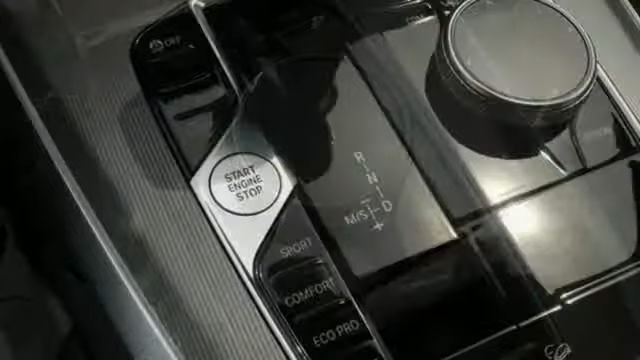 OFF
START
ENGINE
STOP
R
N
M/S D
+
SPORT
COMFORT
ECO PRO